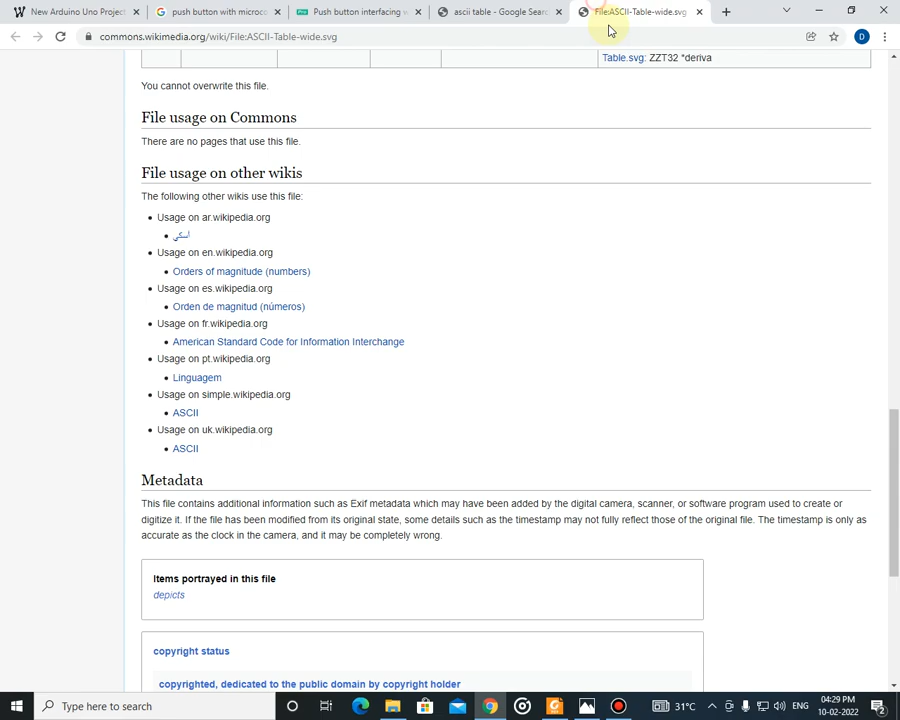 New Arduino Uno Project
push button with microco
Push button interfacing w
ascii table - Google Searc
File:ASCII-Table-wide.svg
commons.wikimedia.org/wiki/File:ASCII-Table-wide.svg
D
Table.svg: ZZT32 *deriva
You cannot overwrite this file.
File usage on Commons
There are no pages that use this file.
File usage on other wikis
The following other wikis use this file:
Usage on ar.wikipedia.org
أسكي
Usage on en.wikipedia.org
Orders of magnitude (numbers)
Usage on es.wikipedia.org
Orden de magnitud (números)
Usage on fr.wikipedia.org
American Standard Code for Information Interchange
Usage on pt.wikipedia.org
Linguagem
Usage on simple.wikipedia.org
ASCII
Usage on uk.wikipedia.org
ASCII
Metadata
This file contains additional information such as Exif metadata which may have been added by the digital camera, scanner, or software program used to create or
digitize it. If the file has been modified from its original state, some details such as the timestamp may not fully reflect those of the original file. The timestamp is only as
accurate as the clock in the camera, and it may be completely wrong.
Items portrayed in this file
depicts
copyright status
copyrighted, dedicated to the public domain by copyright holder
Type here to search
31°C
ENG
04:29 PM
10-02-2022
2